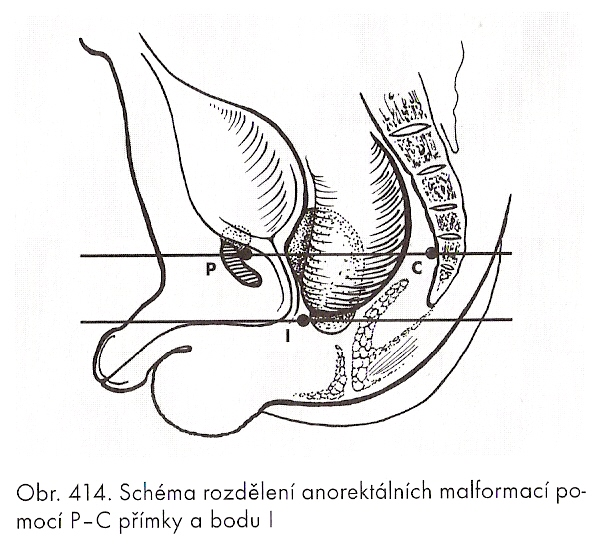 P
C
I
Obr. 414. Schéma rozdělení anorektálních malformací po-
mocí P–C přímky a bodu I